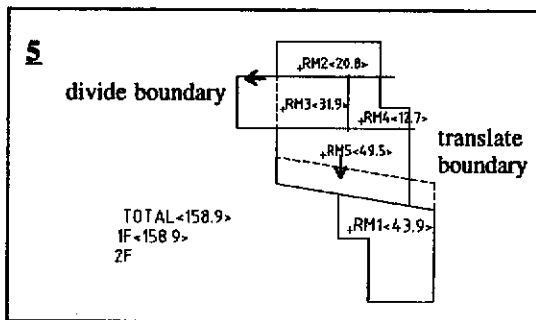 5
+RM2<20.8>
divide boundary
+RM3<31.9>
+RM4<12.7>
translate
boundary
+RM5<49.5>
TOTAL<158.9>
1F<158 9>
2F
+RM1<43.9>